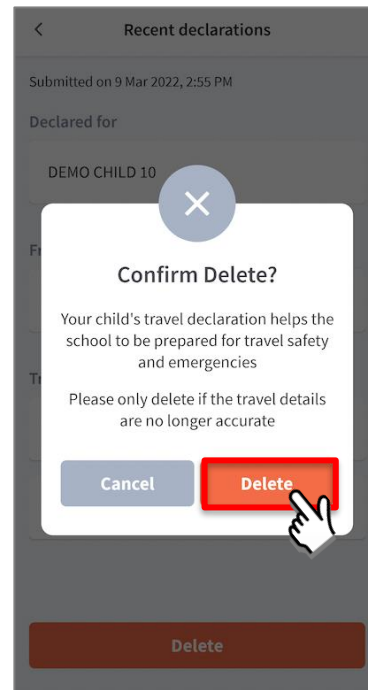 Recent declarations
Submitted on 9 Mar 2022, 2:55 PM
Declared for
DEMO CHILD 10
Confirm Delete?
Your child's travel declaration helps the
school to be prepared for travel safety
and emergencies
Please only delete if the travel details
are no longer accurate
Cancel
Delete
Delete